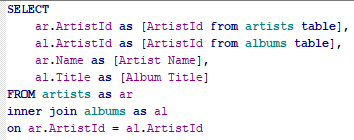 SELECT
ar.ArtistId as [ArtistId from artists table],
al.ArtistId as [ArtistId from albums table],
ar.Name as [Artist Name],
al.Title as [Album Title]
FROM artists as ar
inner join albums as al
on ar.ArtistId = al.ArtistId